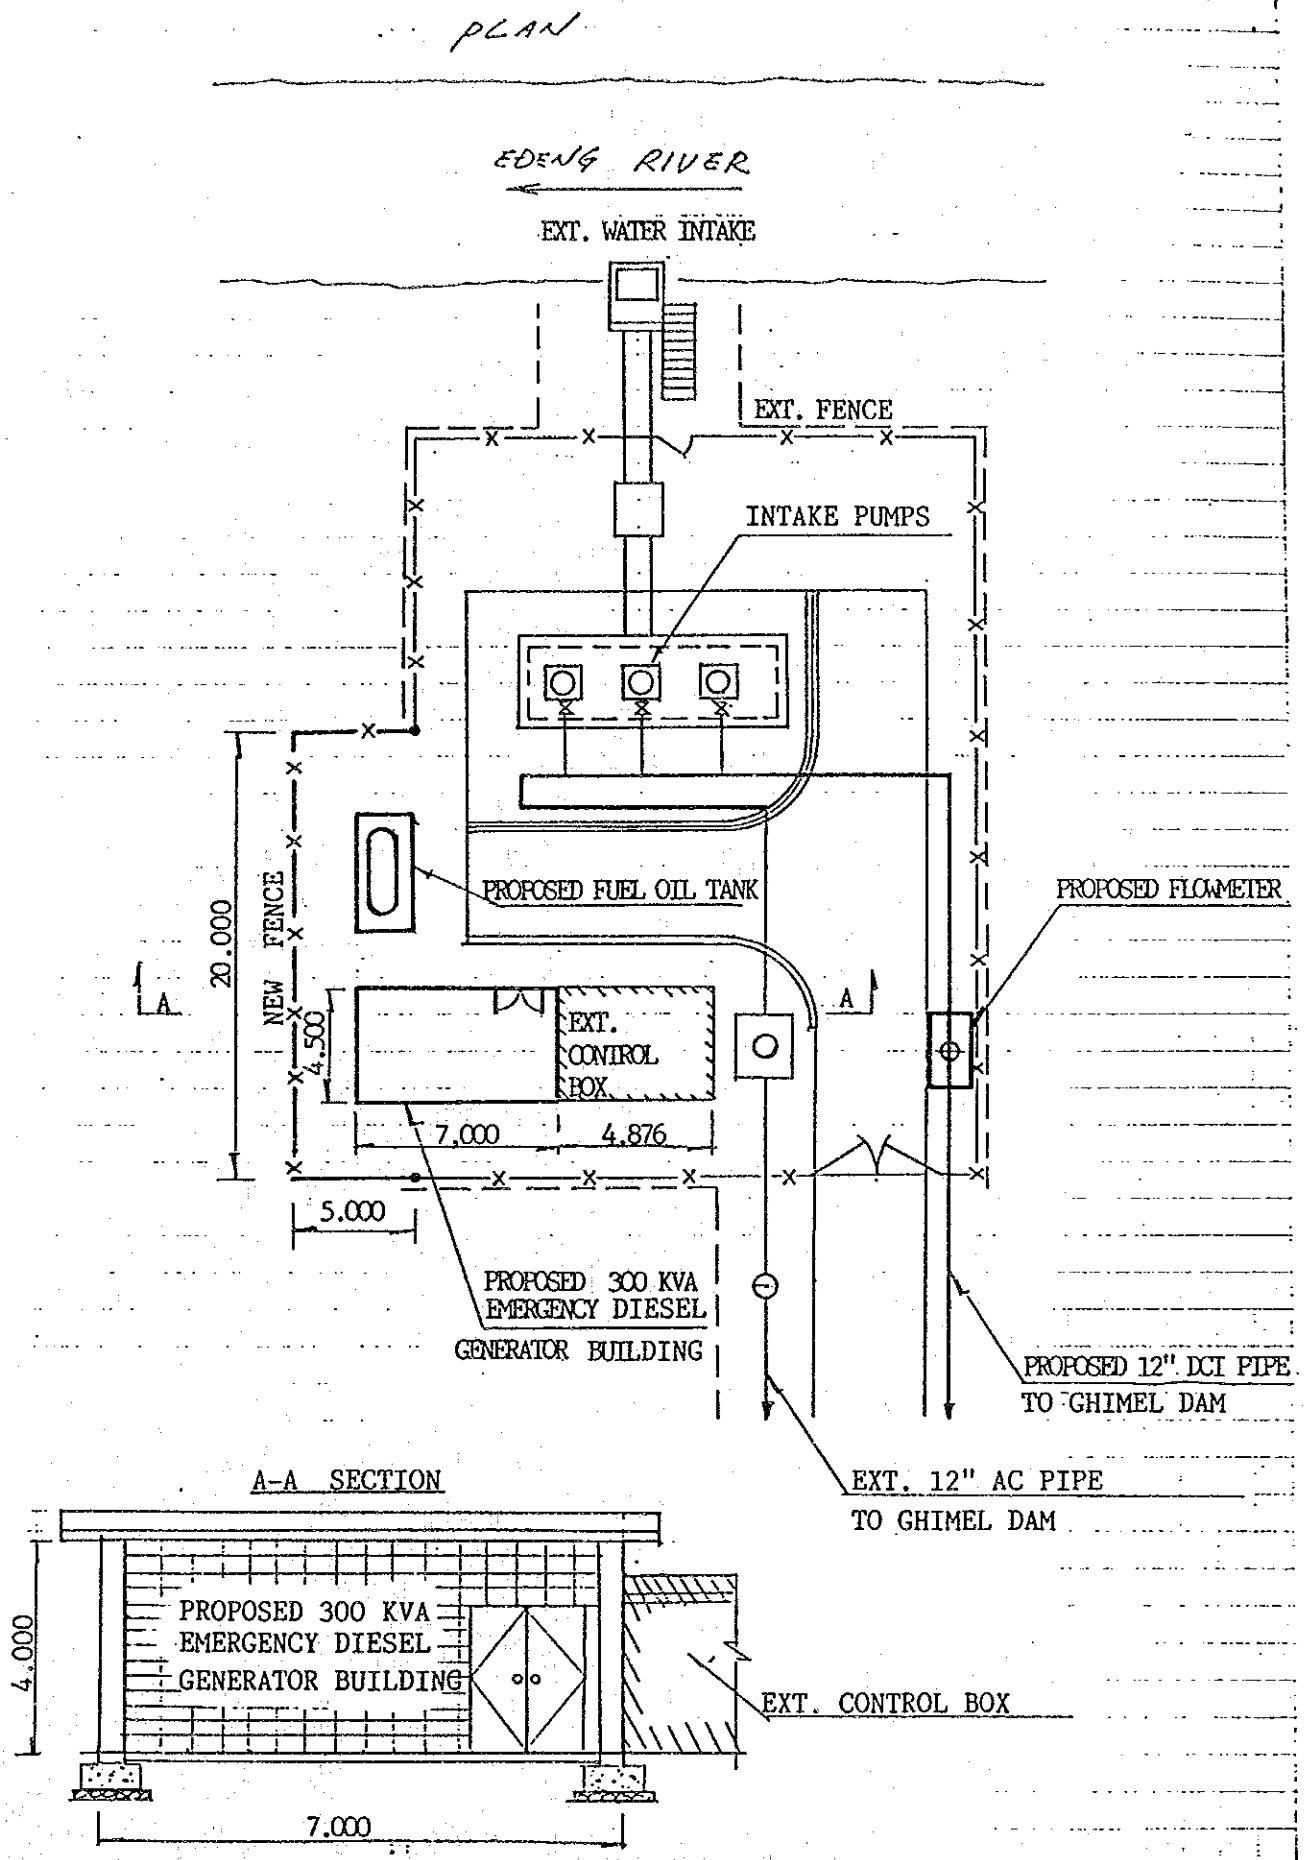 PLAN
EDENG RIVER
EXT. WATER INTAKE
EXT. FENCE
INTAKE PUMPS
PROPOSED FUEL OIL TANK
PROPOSED FLOWMETER
NEW FENCE
20.000
A
A
4.500
EXT.
CONTROL
BOX
7.000
4.876
5.000
PROPOSED 300 KVA
EMERGENCY DIESEL
GENERATOR BUILDING
PROPOSED 12" DCI PIPE
TO GHIMEL DAM
EXT. 12" AC PIPE
TO GHIMEL DAM
A-A SECTION
PROPOSED 300 KVA
EMERGENCY DIESEL
GENERATOR BUILDING
4.000
EXT. CONTROL BOX
7.000